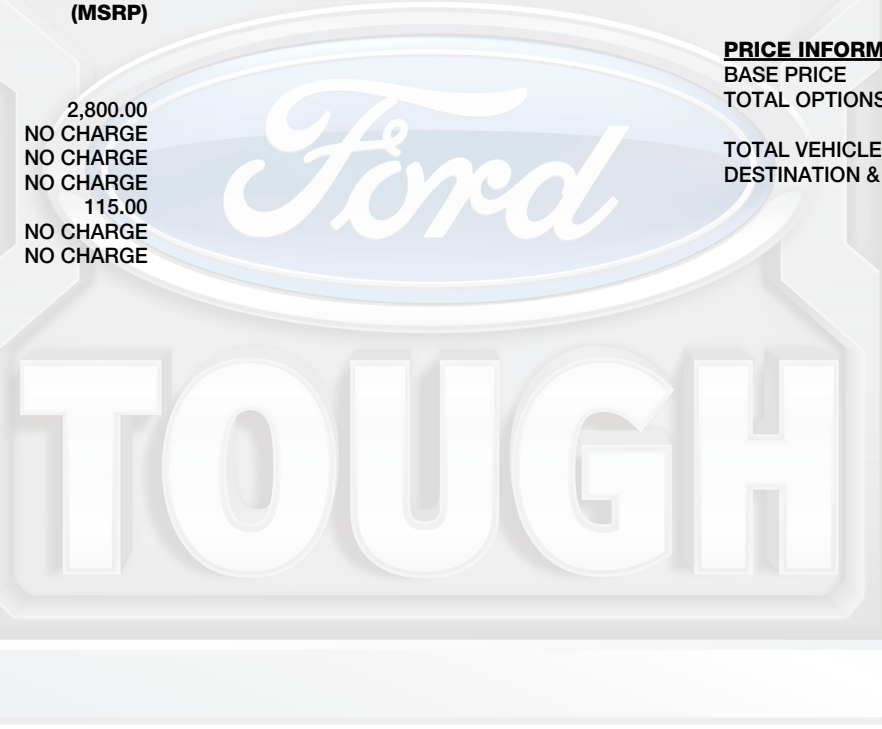 (MSRP)
2,800.00
NO CHARGE
NO CHARGE
NO CHARGE
115.00
NO CHARGE
NO CHARGE
PRICE INFORM
BASE PRICE
TOTAL OPTIONS
TOTAL VEHICLE
DESTINATION &
Ford
TOUGH